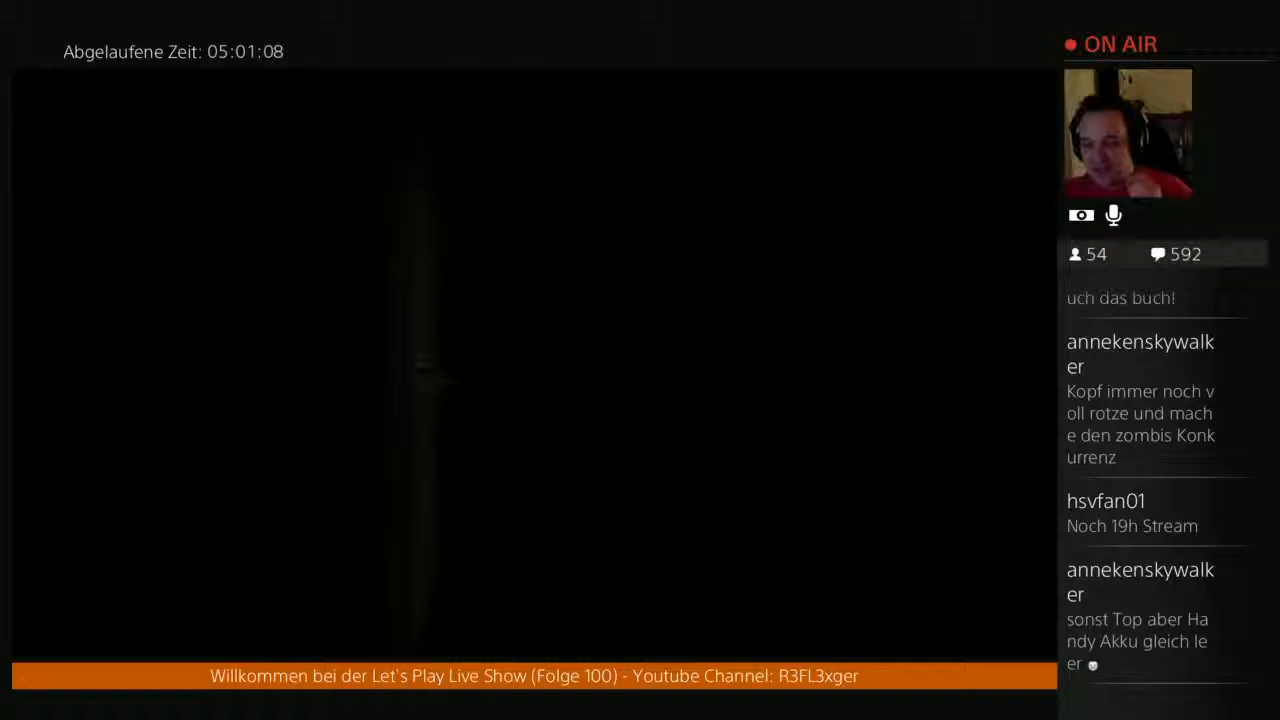 Abgelaufene Zeit: 05:01:08
ON AIR
54
592
uch das buch!
annekenskywalk
er
Kopf immer noch v
oll rotze und mach
e den zombis Konk
urrenz
hsvfan01
Noch 19h Stream
annekenskywalk
er
sonst Top aber Ha
ndy Akku gleich le
er
Willkommen bei der Let's Play Live Show (Folge 100) - Youtube Channel: R3FL3xger